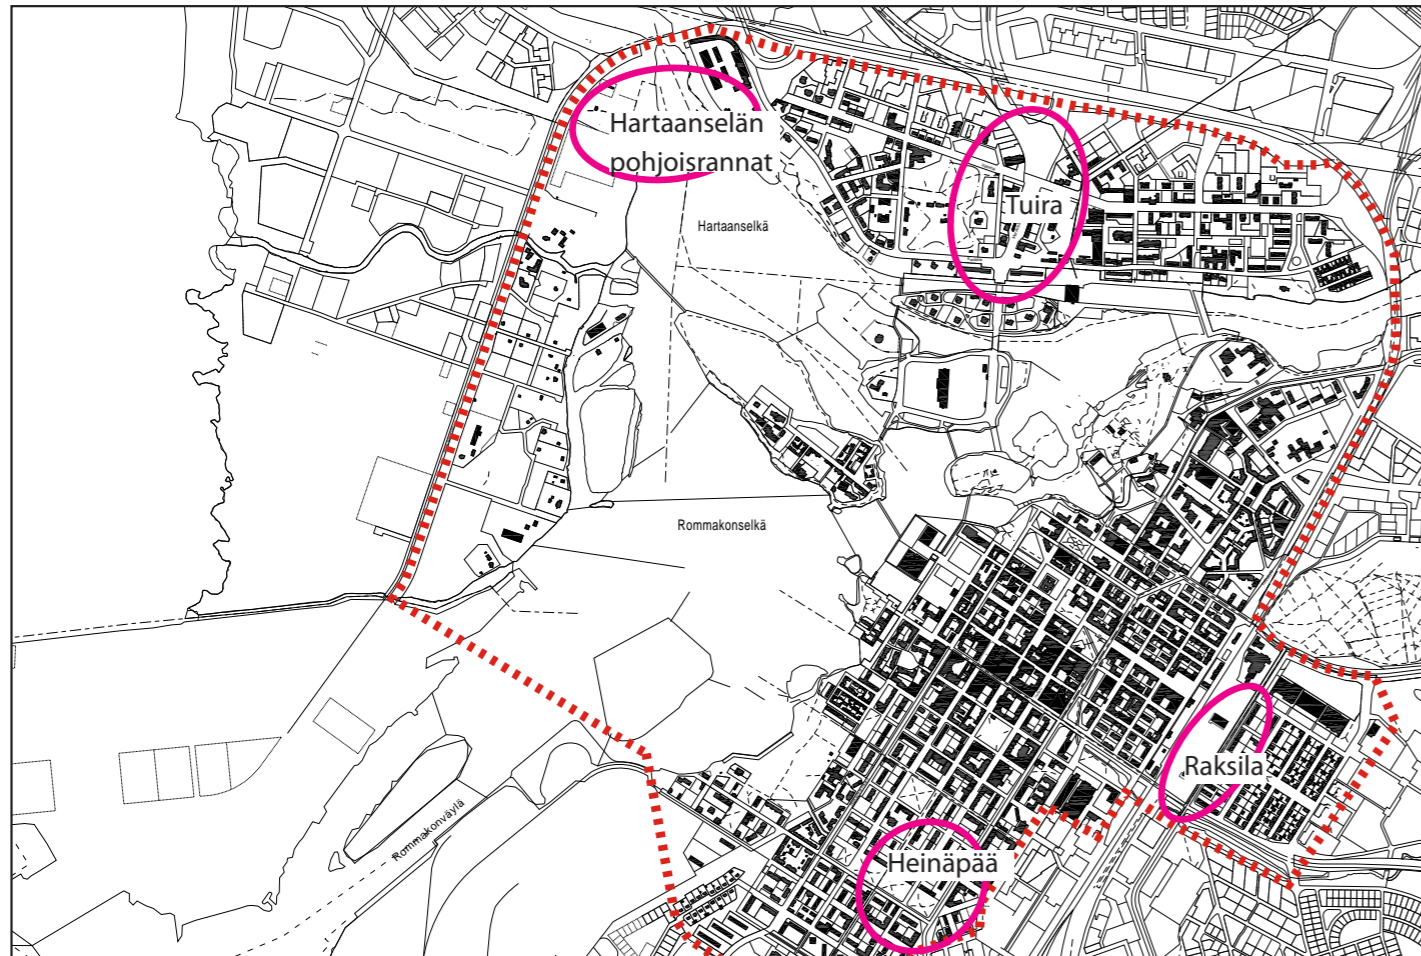 Hartaanselän
pohjoisrannat
Tuira
Hartaanselkä
Rommakonselkä
Raksila
Rommakonväylä
Heinäpää